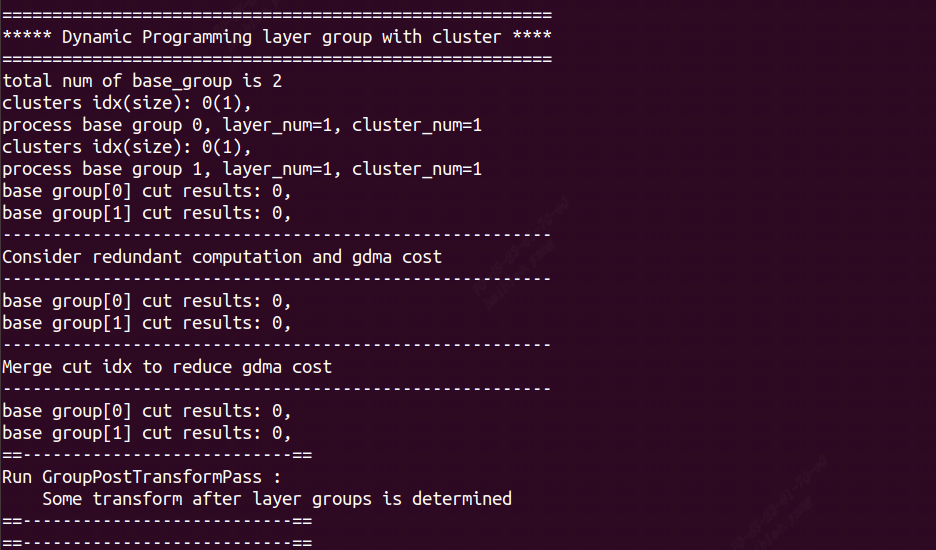 =======================================================
***** Dynamic Programming layer group with cluster ****
=======================================================
total num of base_group is 2
clusters idx(size): 0(1),
process base group 0, layer_num=1, cluster_num=1
clusters idx(size): 0(1),
process base group 1, layer_num=1, cluster_num=1
base group[0] cut results: 0,
base group[1] cut results: 0,
-------------------------------------------------------
Consider redundant computation and gdma cost
-------------------------------------------------------
base group[0] cut results: 0,
base group[1] cut results: 0,
-------------------------------------------------------
Merge cut idx to reduce gdma cost
-------------------------------------------------------
base group[0] cut results: 0,
base group[1] cut results: 0,
==---------------------------==
Run GroupPostTransformPass :
    Some transform after layer groups is determined
==---------------------------==
==---------------------------==